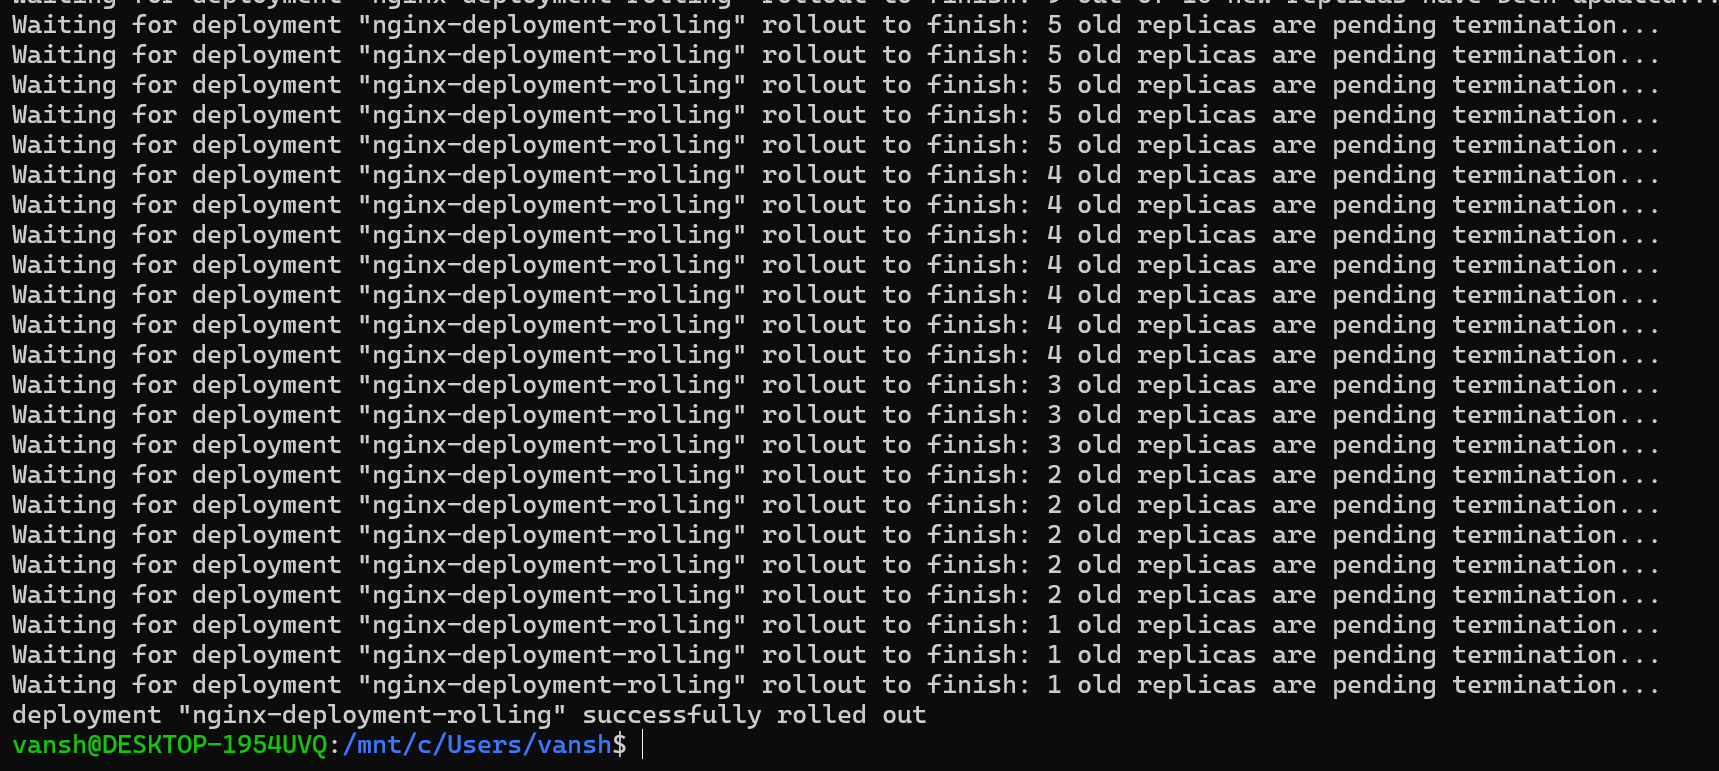 Waiting for deployment "nginx-deployment-rolling" rollout to finish: 9 out of 10 new replicas have been updated...
Waiting for deployment "nginx-deployment-rolling" rollout to finish: 5 old replicas are pending termination...
Waiting for deployment "nginx-deployment-rolling" rollout to finish: 5 old replicas are pending termination...
Waiting for deployment "nginx-deployment-rolling" rollout to finish: 5 old replicas are pending termination...
Waiting for deployment "nginx-deployment-rolling" rollout to finish: 5 old replicas are pending termination...
Waiting for deployment "nginx-deployment-rolling" rollout to finish: 5 old replicas are pending termination...
Waiting for deployment "nginx-deployment-rolling" rollout to finish: 4 old replicas are pending termination...
Waiting for deployment "nginx-deployment-rolling" rollout to finish: 4 old replicas are pending termination...
Waiting for deployment "nginx-deployment-rolling" rollout to finish: 4 old replicas are pending termination...
Waiting for deployment "nginx-deployment-rolling" rollout to finish: 4 old replicas are pending termination...
Waiting for deployment "nginx-deployment-rolling" rollout to finish: 4 old replicas are pending termination...
Waiting for deployment "nginx-deployment-rolling" rollout to finish: 4 old replicas are pending termination...
Waiting for deployment "nginx-deployment-rolling" rollout to finish: 4 old replicas are pending termination...
Waiting for deployment "nginx-deployment-rolling" rollout to finish: 3 old replicas are pending termination...
Waiting for deployment "nginx-deployment-rolling" rollout to finish: 3 old replicas are pending termination...
Waiting for deployment "nginx-deployment-rolling" rollout to finish: 3 old replicas are pending termination...
Waiting for deployment "nginx-deployment-rolling" rollout to finish: 2 old replicas are pending termination...
Waiting for deployment "nginx-deployment-rolling" rollout to finish: 2 old replicas are pending termination...
Waiting for deployment "nginx-deployment-rolling" rollout to finish: 2 old replicas are pending termination...
Waiting for deployment "nginx-deployment-rolling" rollout to finish: 2 old replicas are pending termination...
Waiting for deployment "nginx-deployment-rolling" rollout to finish: 2 old replicas are pending termination...
Waiting for deployment "nginx-deployment-rolling" rollout to finish: 1 old replicas are pending termination...
Waiting for deployment "nginx-deployment-rolling" rollout to finish: 1 old replicas are pending termination...
Waiting for deployment "nginx-deployment-rolling" rollout to finish: 1 old replicas are pending termination...
deployment "nginx-deployment-rolling" successfully rolled out
vansh@DESKTOP-1954UVQ:/mnt/c/Users/vansh$